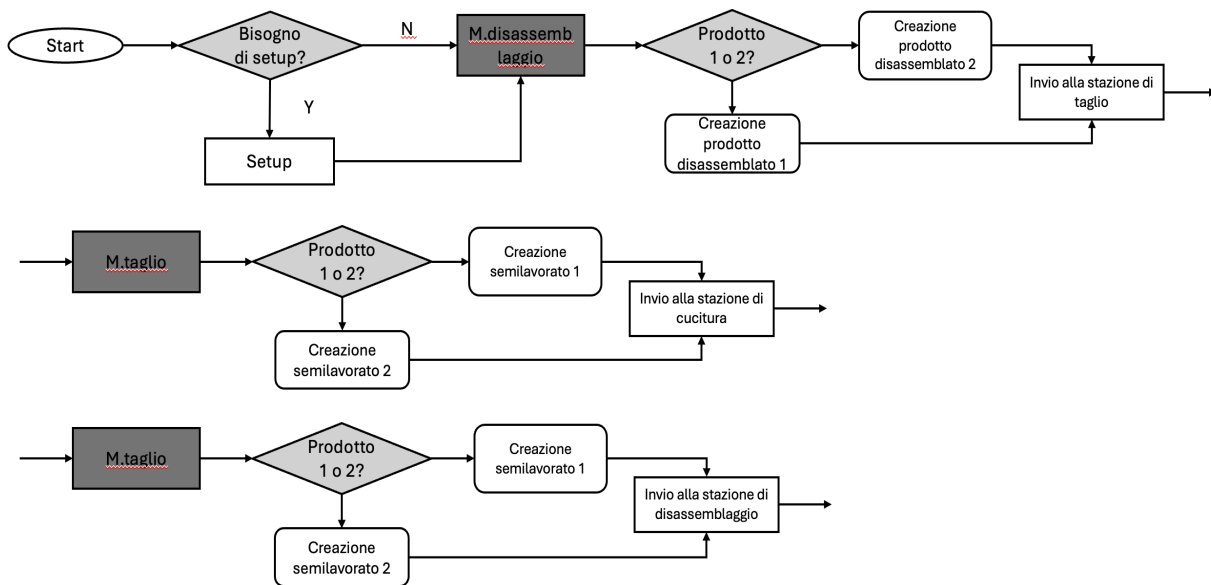 Start
Bisogno
di setup?
N
Y
Setup
M.disassemb
laggio
Prodotto
1 o 2?
Creazione
prodotto
disassemblato 2
Creazione
prodotto
disassemblato 1
Invio alla stazione di
taglio
M.taglio
Prodotto
1 o 2?
Creazione
semilavorato 1
Creazione
semilavorato 2
Invio alla stazione di
cucitura
M.taglio
Prodotto
1 o 2?
Creazione
semilavorato 1
Creazione
semilavorato 2
Invio alla stazione di
disassemblaggio